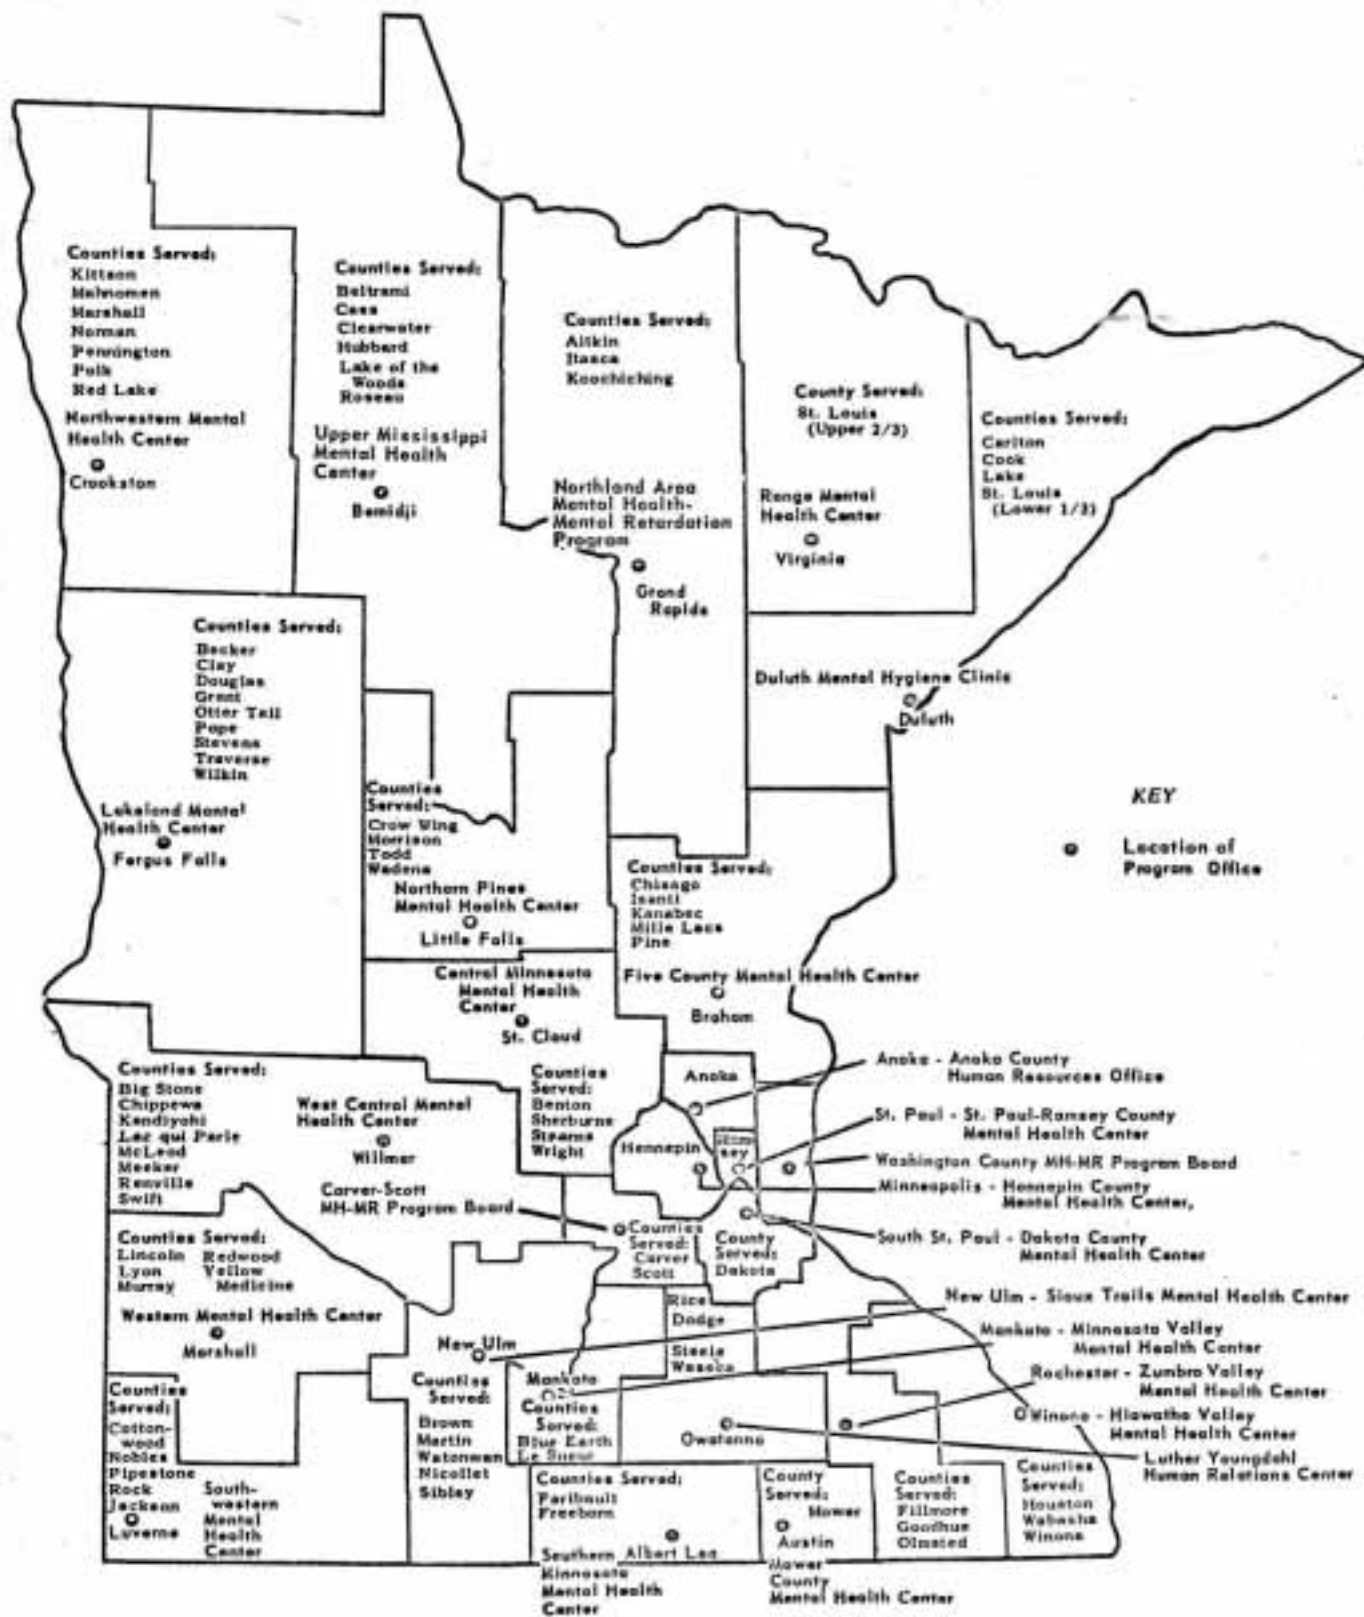 Counties Served:
Kittson
Mahnomen
Marshall
Norman
Pennington
Polk
Red Lake
Northwestern Mental
Health Center
Crookston
Counties Served:
Beltrami
Cass
Clearwater
Hubbard
Lake of the
Woods
Roseau
Upper Mississippi
Mental Health
Center
Bemidji
Counties Served:
Aitkin
Itasca
Koochiching
Northland Area
Mental Health-
Mental Retardation
Program
Grand
Rapids
County Served:
St. Louis
(Upper 2/3)
Range Mental
Health Center
Virginia
Counties Served:
Carlton
Cook
Lake
St. Louis
(Lower 1/3)
Duluth Mental Hygiene Clinic
Duluth
Counties Served:
Becker
Clay
Douglas
Grant
Otter Tail
Pope
Stevens
Traverse
Wilkin
Lakeland Mental
Health Center
Fergus Falls
Counties
Served:
Crow Wing
Morrison
Todd
Wadena
Northern Pines
Mental Health Center
Little Falls
Counties Served:
Chisago
Isanti
Kanabec
Mille Lacs
Pine
Five County Mental Health Center
Braham
KEY
Location of
Program Office
Central Minnesota
Mental Health
Center
St. Cloud
Counties
Served:
Benton
Sherburne
Stearns
Wright
Counties Served:
Big Stone
Chippewa
Kandiyohi
Lac qui Parle
McLeod
Meeker
Renville
Swift
West Central Mental
Health Center
Willmar
Anoka
Hennepin
Ram-
sey
Anoka - Anoka County
Human Resources Office
St. Paul - St. Paul-Ramsey County
Mental Health Center
Washington County MH-MR Program Board
Minneapolis - Hennepin County
Mental Health Center,
South St. Paul - Dakota County
Mental Health Center
Carver-Scott
MH-MR Program Board
Counties
Served:
Carver
Scott
County
Served:
Dakota
Counties Served:
Lincoln Redwood
Lyon Yellow
Murray Medicine
Western Mental Health Center
Marshall
New Ulm
Counties
Served:
Brown
Martin
Watonwan
Nicollet
Sibley
Mankato
Counties
Served:
Blue Earth
Le Sueur
Rice
Dodge
Steele
Waseca
Owatonna
New Ulm - Sioux Trails Mental Health Center
Mankato - Minnesota Valley
Mental Health Center
Rochester - Zumbro Valley
Mental Health Center
Winona - Hiawatha Valley
Mental Health Center
Luther Youngdahl
Human Relations Center
Counties
Served:
Cotton-
wood
Nobles
Pipestone
Rock
Jackson
Luverne
South-
western
Mental
Health
Center
Counties Served:
Faribault
Freeborn
Albert Lea
Southern
Minnesota
Mental Health
Center
County
Served:
Mower
Austin
Mower
County
Mental Health Center
Counties
Served:
Fillmore
Goodhue
Olmsted
Counties
Served:
Houston
Wabasha
Winona